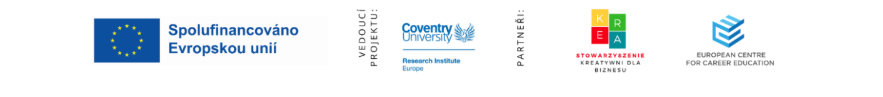 Spolufinancováno
Evropskou unií
VEDOUCÍ
PROJEKTU:
Coventry
University
Research Institute
Europe
PARTNEŘI:
K
R
E
A
STOWARZYSZENIE
KREATYWNI DLA
BIZNESU
EUROPEAN CENTRE
FOR CAREER EDUCATION